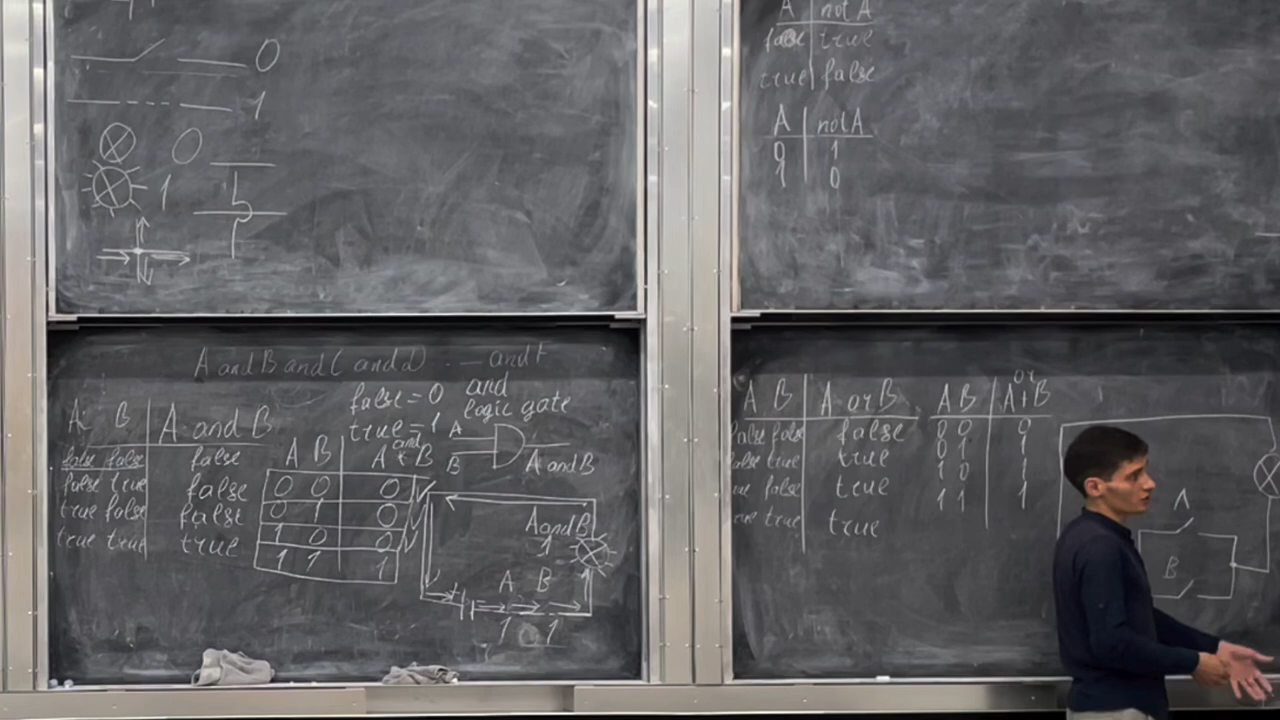 0
1
0
1
A and B and C and d) ... and F
false = 0 and
true = 1 logic gate
A B | A and B
false false | false
false true | false
true false | false
true true | true
A B | A and B
0 0 | 0
0 1 | 0
1 0 | 0
1 1 | 1
A
B
A and B
A and B
1
A B
1 1
A | not A
false | true
true | false
A | not A
0 | 1
1 | 0
A B | A or B
false false | false
false true | true
true false | true
true true | true
or
A B | A+B
0 0 | 0
0 1 | 1
1 0 | 1
1 1 | 1
A
B